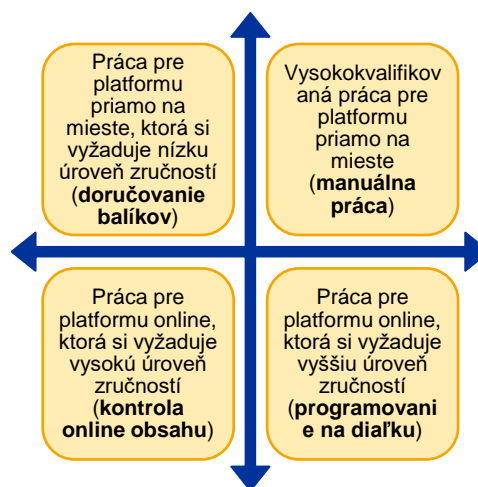 Práca pre
platformu
priamo na
mieste, ktorá si
vyžaduje nízku
úroveň zručností
(doručovanie
balíkov)
Vysokokvalifikov
aná práca pre
platformu
priamo na
mieste
(manuálna
práca)
Práca pre
platformu online,
ktorá si vyžaduje
vysokú úroveň
zručností
(kontrola
online obsahu)
Práca pre
platformu online,
ktorá si vyžaduje
vyššiu úroveň
zručností
(programovani
e na diaľku)